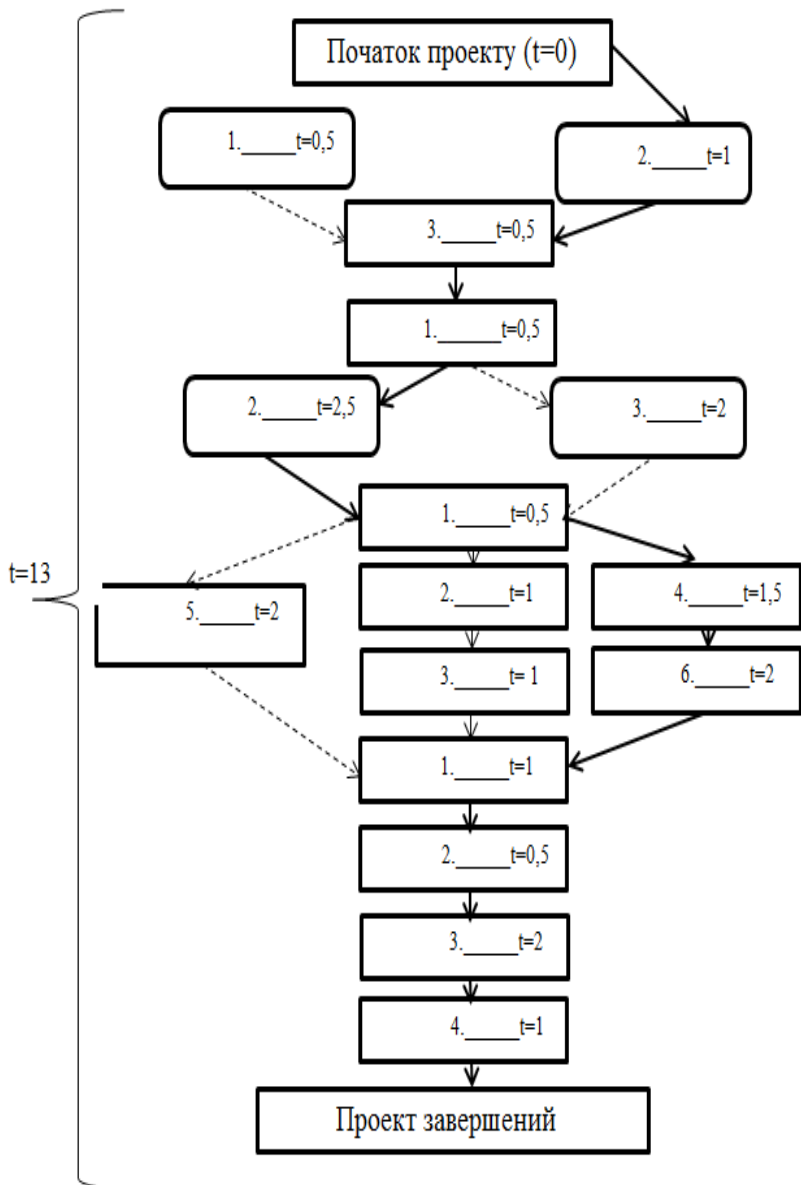 Початок проекту (t=0)
1.______t=0,5
2.______t=1
3.______t=0,5
1._______t=0,5
2.______t=2,5
3.______t=2
1.______t=0,5
t=13
5.______t=2
2.______t=1
4.______t=1,5
3.______t= 1
6.______t=2
1.______t=1
2.______t=0,5
3.______t=2
4.______t=1
Проект завершений